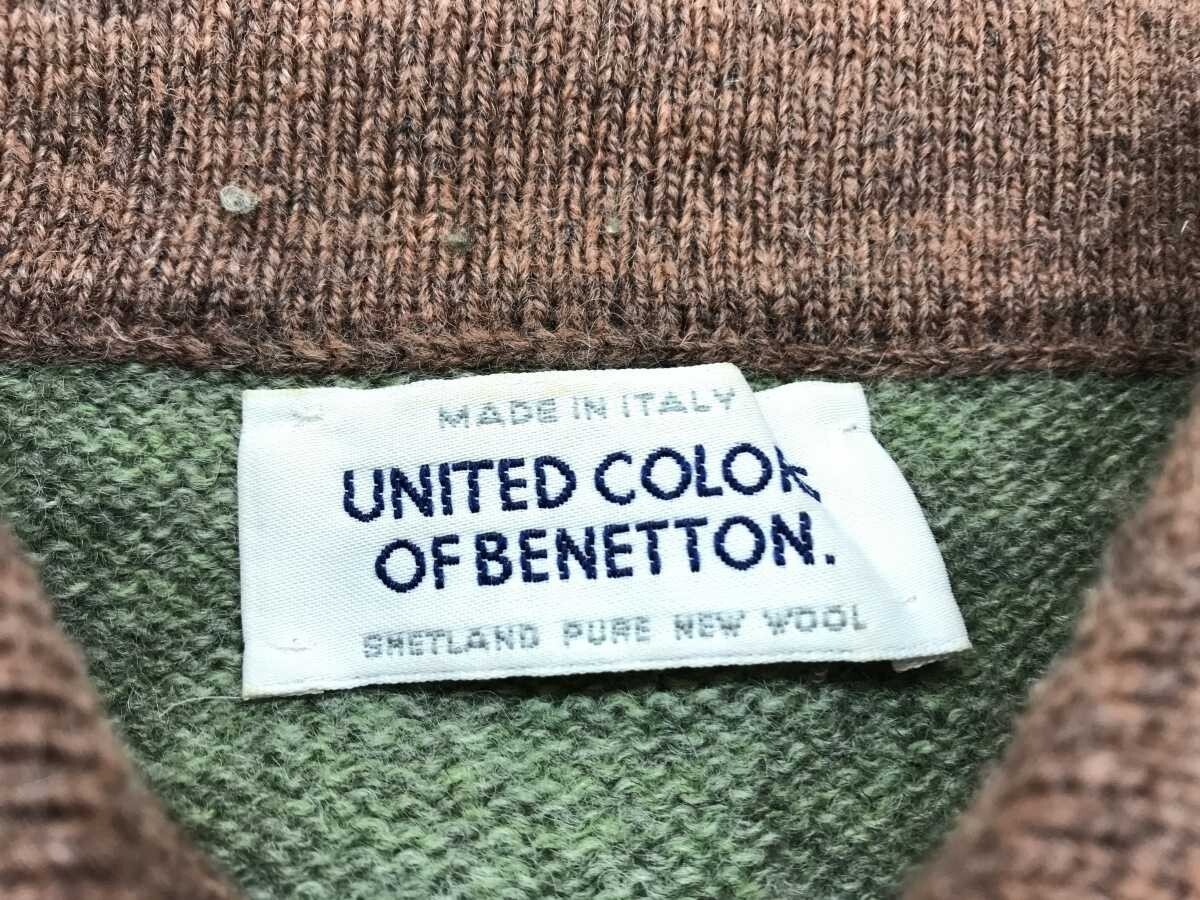 MADE IN ITALY
UNITED COLOR
OF BENETTON.
SHETLAND PURE NEW WOOL